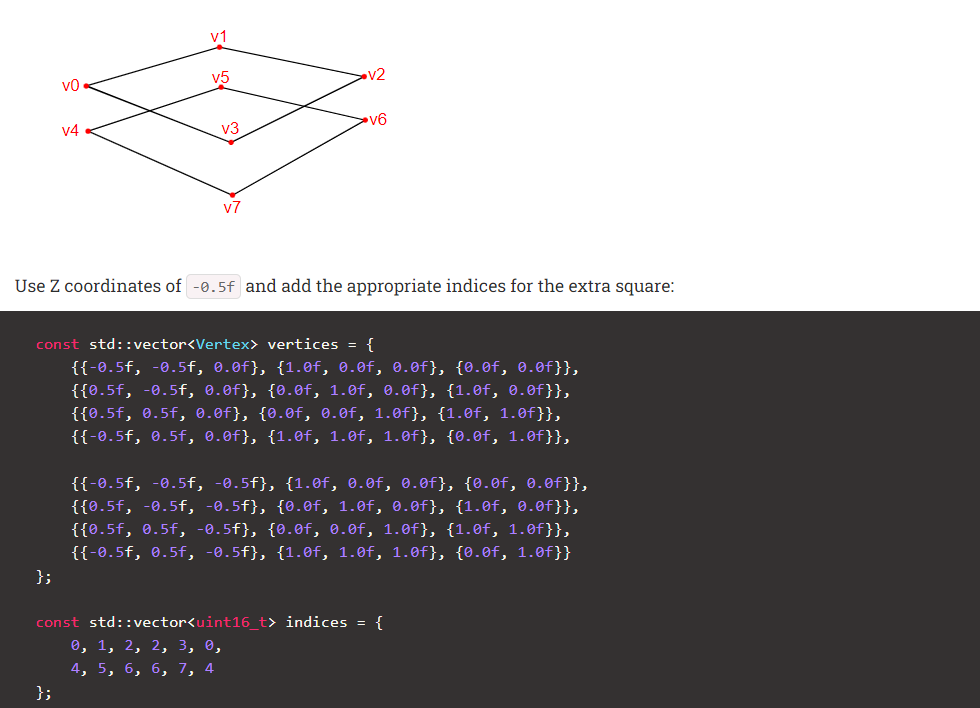 v1
v0
v5
v2
v4
v3
v6
v7
Use Z coordinates of -0.5f and add the appropriate indices for the extra square:
const std::vector<Vertex> vertices = {
    {{-0.5f, -0.5f, 0.0f}, {1.0f, 0.0f, 0.0f}, {0.0f, 0.0f}},
    {{0.5f, -0.5f, 0.0f}, {0.0f, 1.0f, 0.0f}, {1.0f, 0.0f}},
    {{0.5f, 0.5f, 0.0f}, {0.0f, 0.0f, 1.0f}, {1.0f, 1.0f}},
    {{-0.5f, 0.5f, 0.0f}, {1.0f, 1.0f, 1.0f}, {0.0f, 1.0f}},
    {{-0.5f, -0.5f, -0.5f}, {1.0f, 0.0f, 0.0f}, {0.0f, 0.0f}},
    {{0.5f, -0.5f, -0.5f}, {0.0f, 1.0f, 0.0f}, {1.0f, 0.0f}},
    {{0.5f, 0.5f, -0.5f}, {0.0f, 0.0f, 1.0f}, {1.0f, 1.0f}},
    {{-0.5f, 0.5f, -0.5f}, {1.0f, 1.0f, 1.0f}, {0.0f, 1.0f}}
};
const std::vector<uint16_t> indices = {
    0, 1, 2, 2, 3, 0,
    4, 5, 6, 6, 7, 4
};